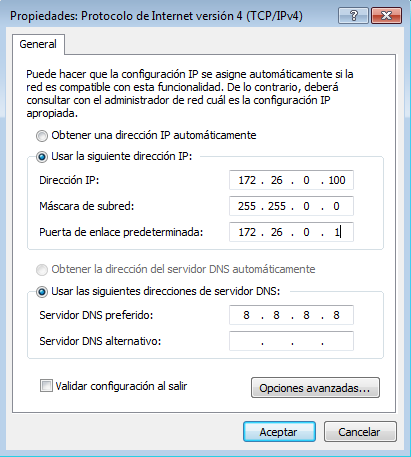 Propiedades: Protocolo de Internet versión 4 (TCP/IPv4)
General
Puede hacer que la configuración IP se asigne automáticamente si la
red es compatible con esta funcionalidad. De lo contrario, deberá
consultar con el administrador de red cuál es la configuración IP
apropiada.
Obtener una dirección IP automáticamente
Usar la siguiente dirección IP:
Dirección IP: 172 . 26 . 0 . 100
Máscara de subred: 255 . 255 . 0 . 0
Puerta de enlace predeterminada: 172 . 26 . 0 . 1
Obtener la dirección del servidor DNS automáticamente
Usar las siguientes direcciones de servidor DNS:
Servidor DNS preferido: 8 . 8 . 8 . 8
Servidor DNS alternativo: . . .
Validar configuración al salir
Opciones avanzadas...
Aceptar Cancelar